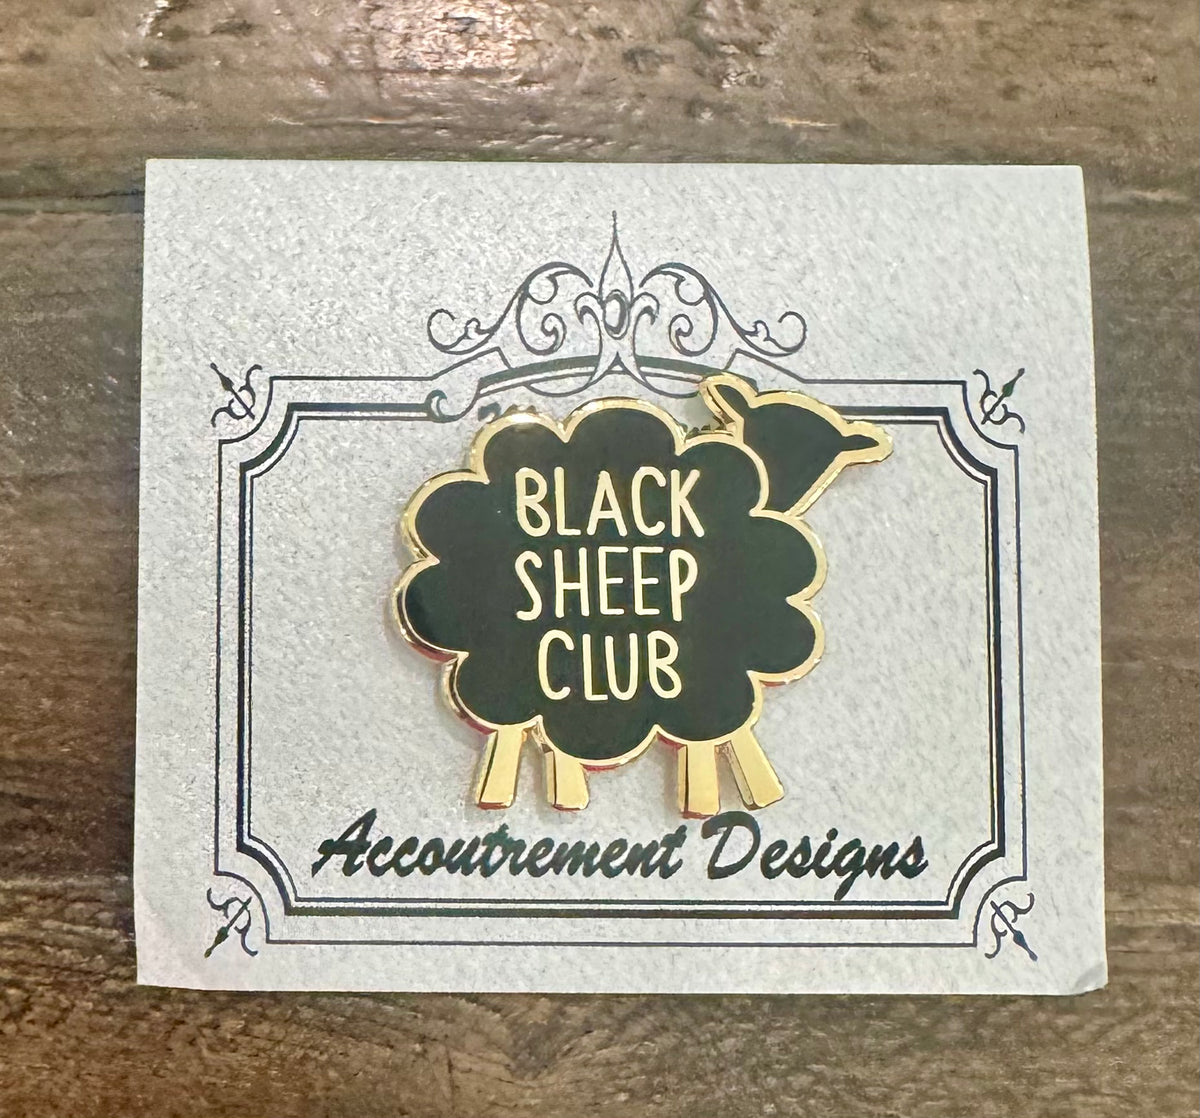 BLACK
SHEEP
CLUB
Accoutrement Designs